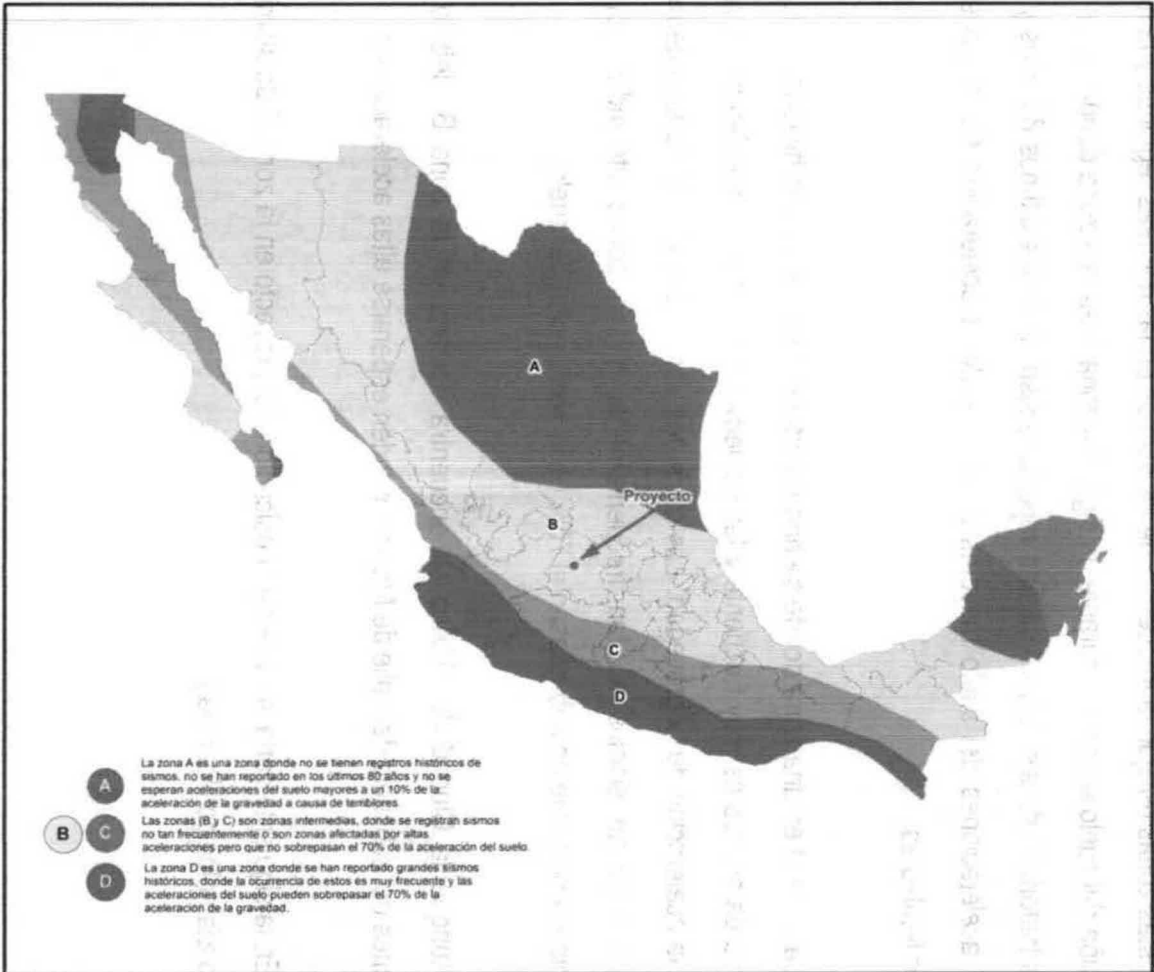 A
Proyecto
B
C
D
A
La zona A es una zona donde no se tienen registros históricos de
sismos, no se han reportado en los últimos 80 años y no se
esperan aceleraciones del suelo mayores a un 10% de la
aceleración de la gravedad a causa de temblores.
B
C
Las zonas (B y C) son zonas intermedias, donde se registran sismos
no tan frecuentemente o son zonas afectadas por altas
aceleraciones pero que no sobrepasan el 70% de la aceleración del suelo.
D
La zona D es una zona donde se han reportado grandes sismos
históricos, donde la ocurrencia de estos es muy frecuente y las
aceleraciones del suelo pueden sobrepasar el 70% de la
aceleración de la gravedad.